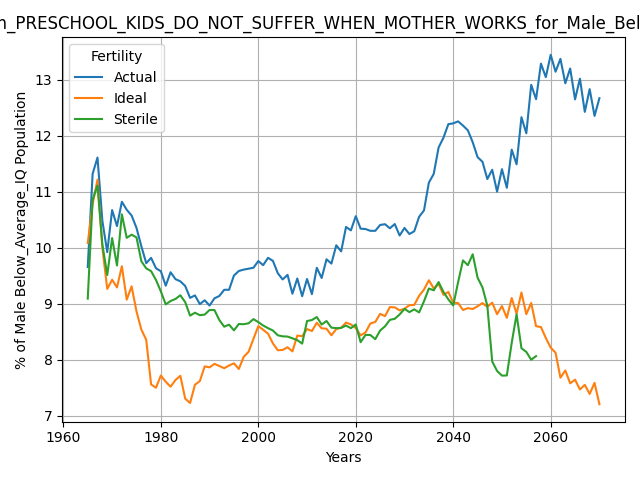 n_PRESCHOOL_KIDS_DO_NOT_SUFFER_WHEN_MOTHER_WORKS_for_Male_Bel
Fertility
Actual
Ideal
Sterile
% of Male Below_Average_IQ Population
13
12
11
10
9
8
7
1960
1980
2000
2020
2040
2060
Years